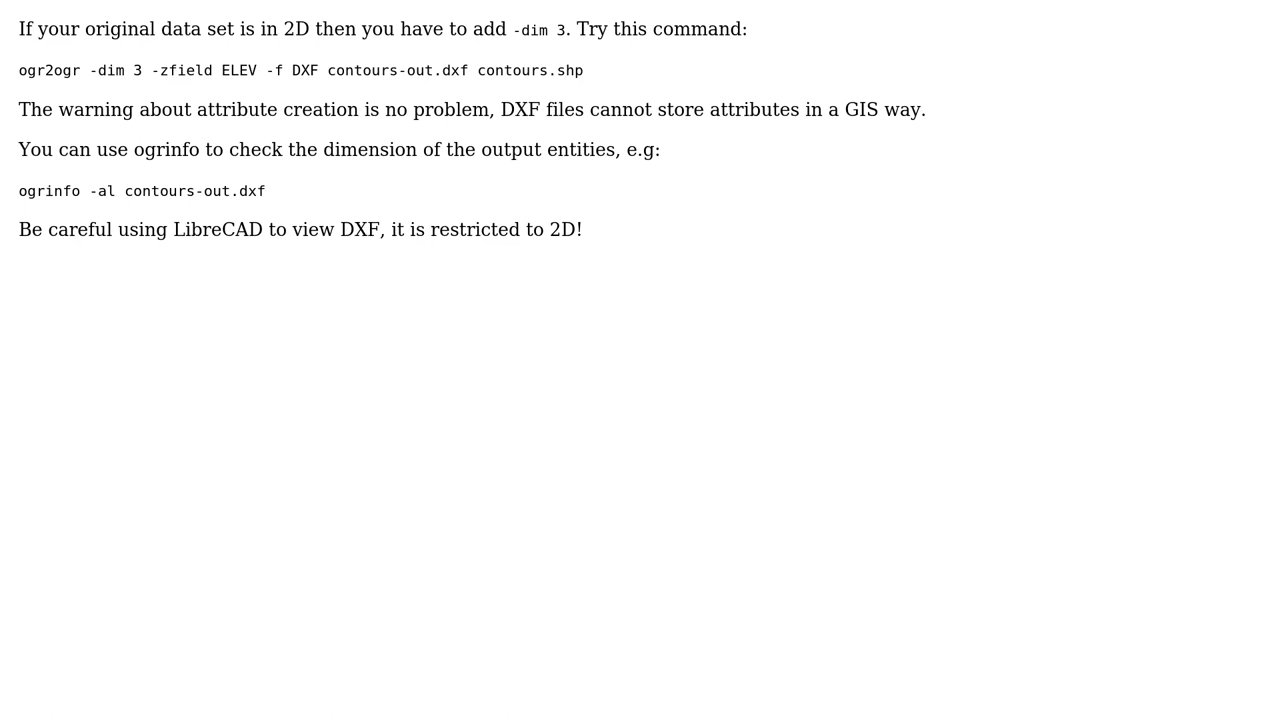 If your original data set is in 2D then you have to add -dim 3. Try this command:
ogr2ogr -dim 3 -zfield ELEV -f DXF contours-out.dxf contours.shp
The warning about attribute creation is no problem, DXF files cannot store attributes in a GIS way.
You can use ogrinfo to check the dimension of the output entities, e.g:
ogrinfo -al contours-out.dxf
Be careful using LibreCAD to view DXF, it is restricted to 2D!